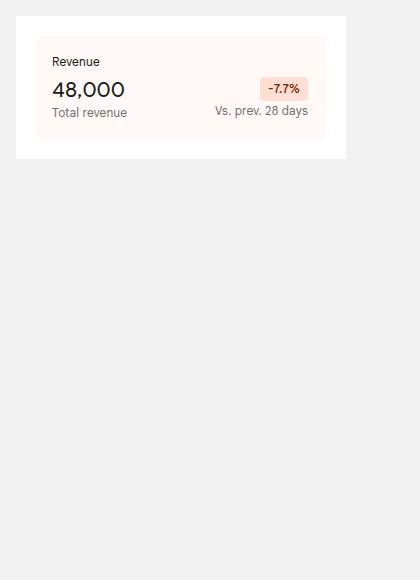 Revenue
48,000
-7.7%
Total revenue
Vs. prev. 28 days